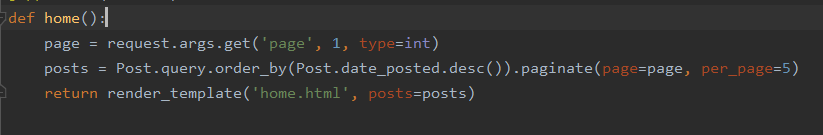 def home():
    page = request.args.get('page', 1, type=int)
    posts = Post.query.order_by(Post.date_posted.desc()).paginate(page=page, per_page=5)
    return render_template('home.html', posts=posts)